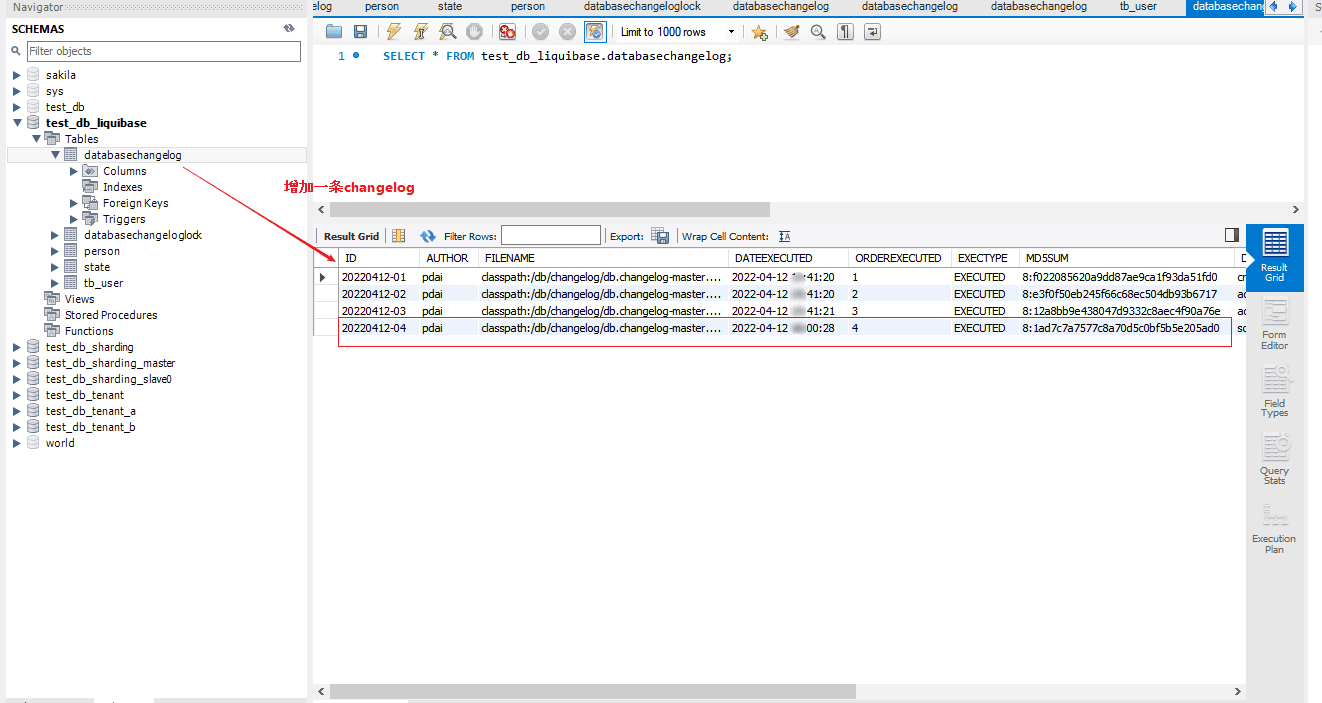 Navigator
elog person state person databasechangeloglock databasechangelog databasechangelog databasechangelog tb_user
SCHEMAS
Filter objects
Limit to 1000 rows
1 SELECT * FROM test_db_liquibase.databasechangelog;
sakila
sys
test_db
test_db_liquibase
Tables
databasechangelog
Columns
Indexes
Foreign Keys
Triggers
databasechangeloglock
person
state
tb_user
Views
Stored Procedures
Functions
test_db_sharding
test_db_sharding_master
test_db_sharding_slave0
test_db_tenant
test_db_tenant_a
test_db_tenant_b
world
增加一条changelog
Result Grid Filter Rows: Export: Wrap Cell Content:
ID AUTHOR FILENAME DATEEXECUTED ORDEREXECUTED EXECTYPE MD5SUM
20220412-01 pdai classpath:/db/changelog/db.changelog-master.... 2022-04-12 :41:20 1 EXECUTED 8:f022085620a9dd87ae9ca1f93da51fd0
20220412-02 pdai classpath:/db/changelog/db.changelog-master.... 2022-04-12 :41:20 2 EXECUTED 8:e3f0f50eb245f66c68ec504db93b6717
20220412-03 pdai classpath:/db/changelog/db.changelog-master.... 2022-04-12 :41:21 3 EXECUTED 8:12a8bb9e438047d9332c8aec4f90a76e
20220412-04 pdai classpath:/db/changelog/db.changelog-master.... 2022-04-12 :00:28 4 EXECUTED 8:1ad7c7a7577c8a70d5c0bf5b5e205ad0
Result
Grid
Form
Editor
Field
Types
Query
Stats
Execution
Plan